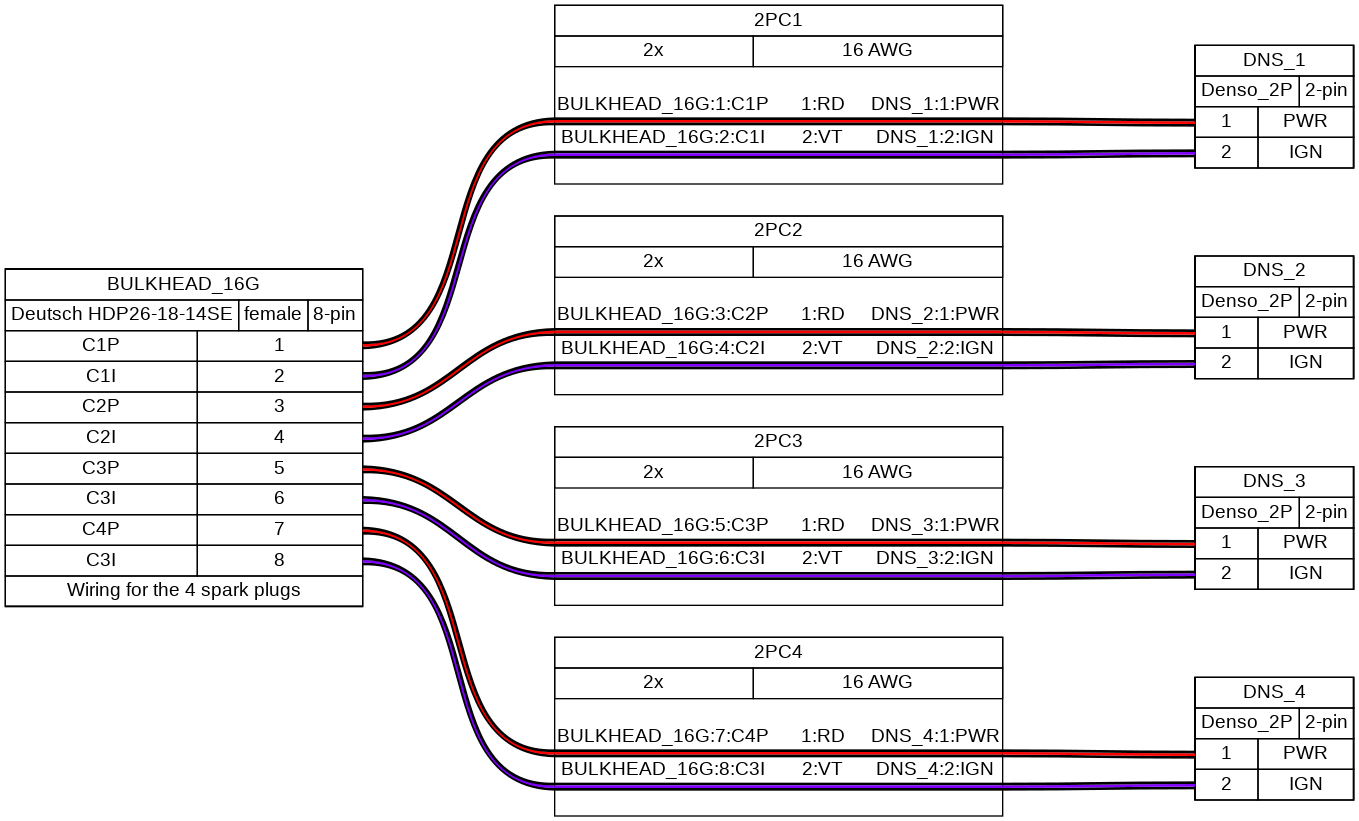 BULKHEAD_16G
Deutsch HDP26-18-14SE female 8-pin
C1P 1
C1I 2
C2P 3
C2I 4
C3P 5
C3I 6
C4P 7
C3I 8
Wiring for the 4 spark plugs
2PC1
2x 16 AWG
BULKHEAD_16G:1:C1P 1:RD DNS_1:1:PWR
BULKHEAD_16G:2:C1I 2:VT DNS_1:2:IGN
2PC2
2x 16 AWG
BULKHEAD_16G:3:C2P 1:RD DNS_2:1:PWR
BULKHEAD_16G:4:C2I 2:VT DNS_2:2:IGN
2PC3
2x 16 AWG
BULKHEAD_16G:5:C3P 1:RD DNS_3:1:PWR
BULKHEAD_16G:6:C3I 2:VT DNS_3:2:IGN
2PC4
2x 16 AWG
BULKHEAD_16G:7:C4P 1:RD DNS_4:1:PWR
BULKHEAD_16G:8:C3I 2:VT DNS_4:2:IGN
DNS_1
Denso_2P 2-pin
1 PWR
2 IGN
DNS_2
Denso_2P 2-pin
1 PWR
2 IGN
DNS_3
Denso_2P 2-pin
1 PWR
2 IGN
DNS_4
Denso_2P 2-pin
1 PWR
2 IGN